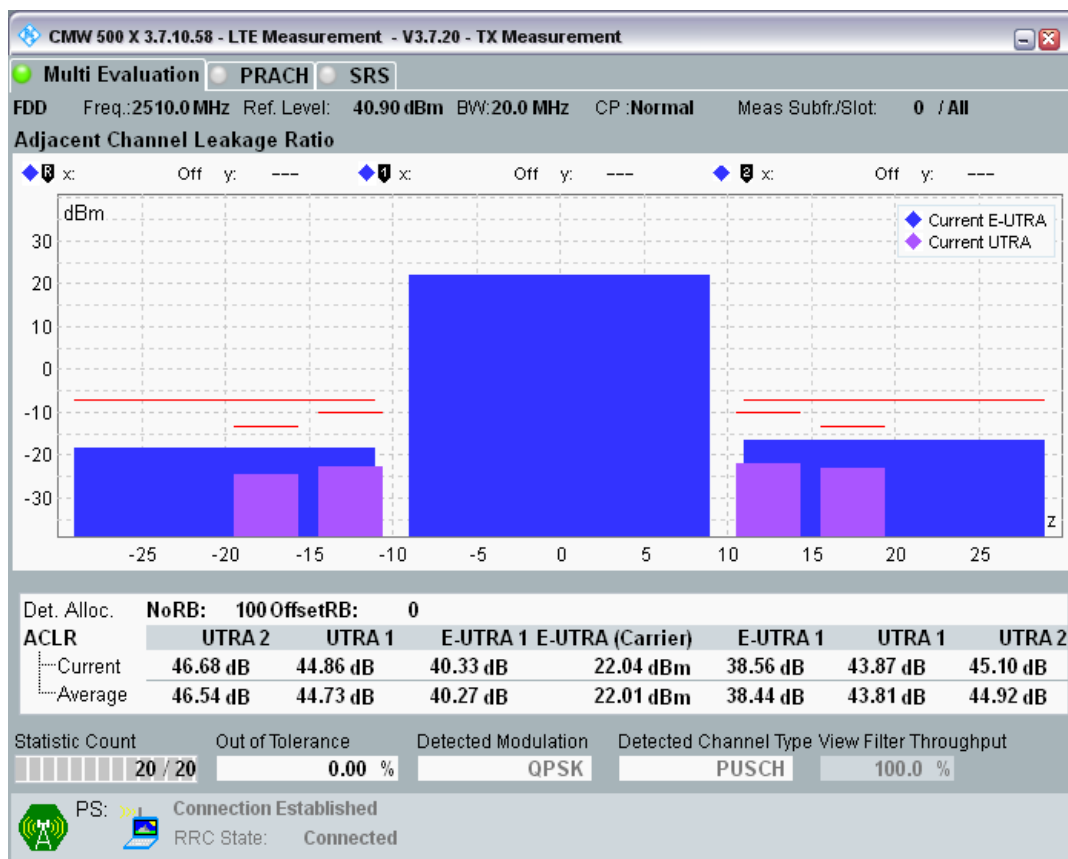 CMW 500 X 3.7.10.58 - LTE Measurement - V3.7.20 - TX Measurement
Multi Evaluation PRACH SRS
FDD Freq.:2510.0 MHz Ref. Level: 40.90 dBm BW:20.0 MHz CP :Normal Meas Subfr./Slot: 0 / All
Adjacent Channel Leakage Ratio
R x: Off y: --- 1 x: Off y: --- 2 x: Off y: ---
dBm
Current E-UTRA
Current UTRA
30
20
10
0
-10
-20
-30
z
-25 -20 -15 -10 -5 0 5 10 15 20 25
Det. Alloc. NoRB: 100 OffsetRB: 0
ACLR UTRA 2 UTRA 1 E-UTRA 1 E-UTRA (Carrier) E-UTRA 1 UTRA 1 UTRA 2
Current 46.68 dB 44.86 dB 40.33 dB 22.04 dBm 38.56 dB 43.87 dB 45.10 dB
Average 46.54 dB 44.73 dB 40.27 dB 22.01 dBm 38.44 dB 43.81 dB 44.92 dB
Statistic Count Out of Tolerance Detected Modulation Detected Channel Type View Filter Throughput
20 / 20 0.00 % QPSK PUSCH 100.0 %
PS: Connection Established
RRC State: Connected